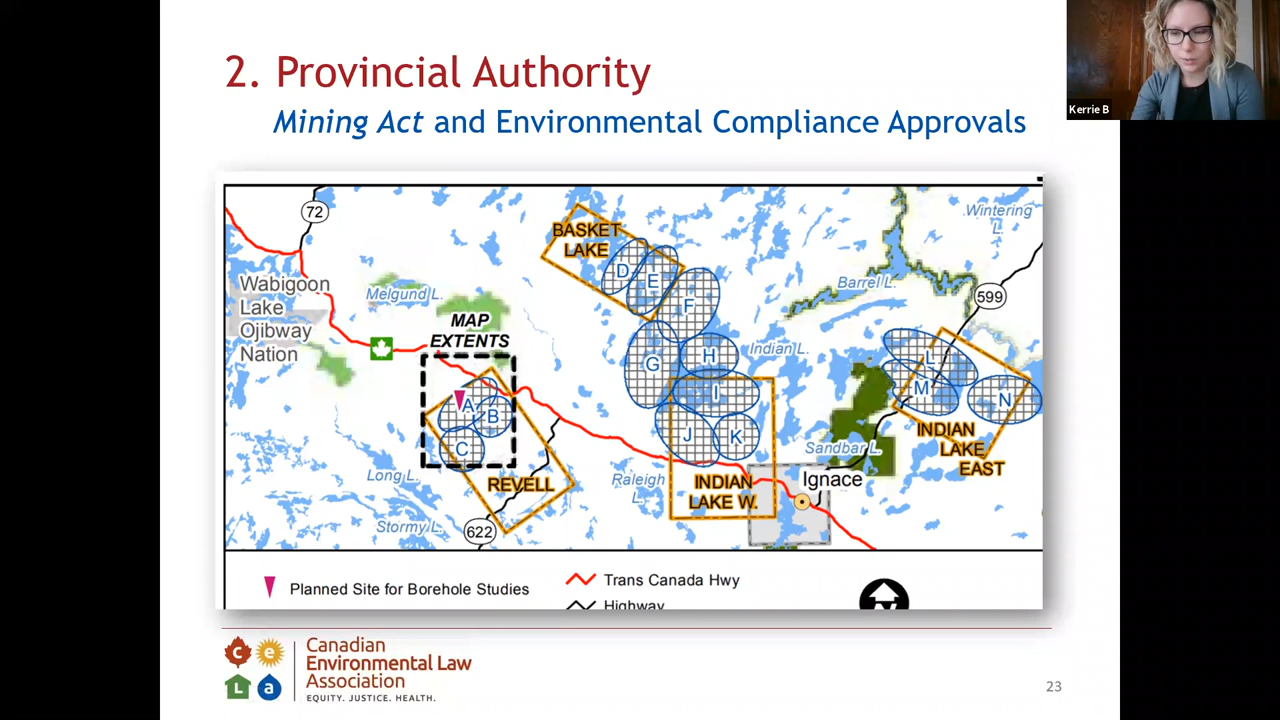 2. Provincial Authority
Mining Act and Environmental Compliance Approvals
Kerrie B
72
BASKET
LAKE
Wintering
L.
D
E
F
Barrel L.
599
Wabigoon
Lake
Ojibway
Nation
Melgund L.
MAP
EXTENTS
G
H
Indian L.
L
M
N
I
A
B
C
J
K
INDIAN
LAKE
EAST
Sandbar L.
Long L.
REVELL
Raleigh
L.
INDIAN
LAKE W.
Ignace
Stormy L.
622
Planned Site for Borehole Studies
Trans Canada Hwy
Highway
C e L a
Canadian
Environmental Law
Association
EQUITY. JUSTICE. HEALTH.
23